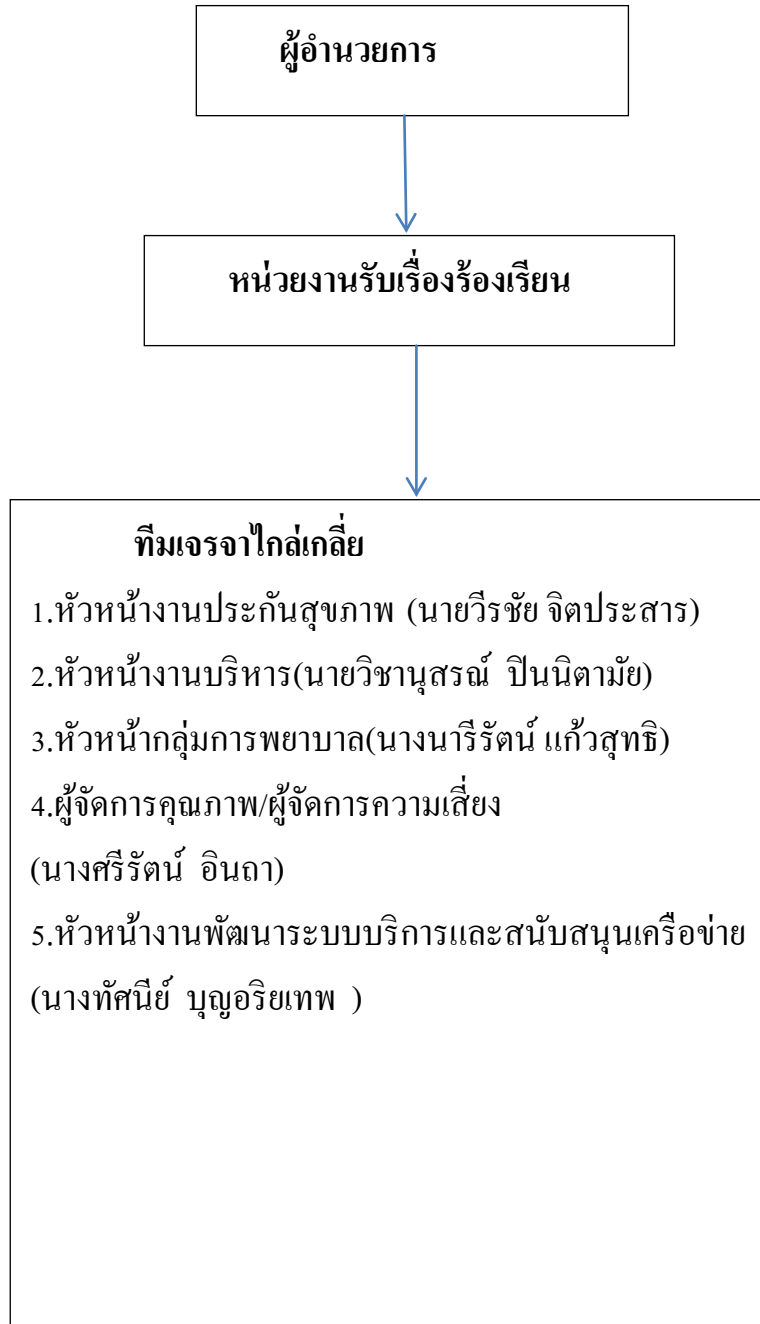 ผู้อำนวยการ
หน่วยงานรับเรื่องร้องเรียน
ทีมเจรจาไกล่เกลี่ย
1.หัวหน้างานประกันสุขภาพ (นายวีรชัย จิตประสาร)
2.หัวหน้างานบริหาร(นายวิชานุสรณ์ ปินนิตามัย)
3.หัวหน้ากลุ่มการพยาบาล(นางนารีรัตน์ แก้วสุทธิ)
4.ผู้จัดการคุณภาพ/ผู้จัดการความเสี่ยง
(นางศรีรัตน์ อินถา)
5.หัวหน้างานพัฒนาระบบบริการและสนับสนุนเครือข่าย
(นางทัศนีย์ บุญอริยเทพ )